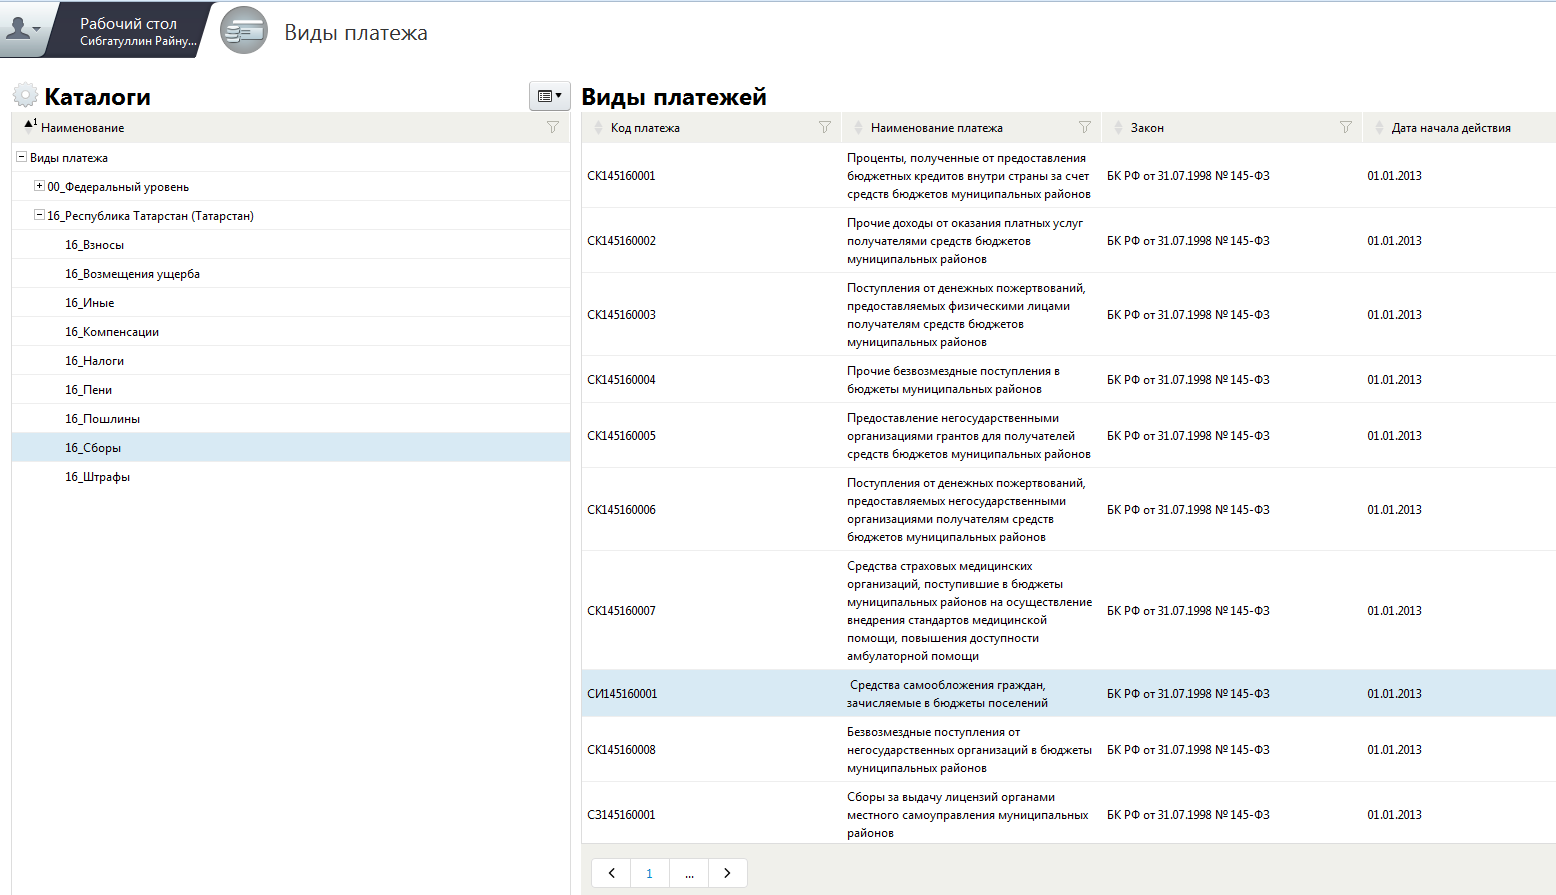 Рабочий стол
Сибгатуллин Райну...
Виды платежа
Каталоги
1 Наименование
Виды платежа
00_Федеральный уровень
16_Республика Татарстан (Татарстан)
16_Взносы
16_Возмещения ущерба
16_Иные
16_Компенсации
16_Налоги
16_Пени
16_Пошлины
16_Сборы
16_Штрафы
Виды платежей
Код платежа Наименование платежа Закон Дата начала действия
Проценты, полученные от предоставления
бюджетных кредитов внутри страны за счет
средств бюджетов муниципальных районов
СК145160001 БК РФ от 31.07.1998 № 145-ФЗ 01.01.2013
Прочие доходы от оказания платных услуг
получателями средств бюджетов
муниципальных районов
СК145160002 БК РФ от 31.07.1998 № 145-ФЗ 01.01.2013
Поступления от денежных пожертвований,
предоставляемых физическими лицами
получателям средств бюджетов
муниципальных районов
СК145160003 БК РФ от 31.07.1998 № 145-ФЗ 01.01.2013
Прочие безвозмездные поступления в
бюджеты муниципальных районов
СК145160004 БК РФ от 31.07.1998 № 145-ФЗ 01.01.2013
Предоставление негосударственными
организациями грантов для получателей
средств бюджетов муниципальных районов
СК145160005 БК РФ от 31.07.1998 № 145-ФЗ 01.01.2013
Поступления от денежных пожертвований,
предоставляемых негосударственными
организациями получателям средств
бюджетов муниципальных районов
СК145160006 БК РФ от 31.07.1998 № 145-ФЗ 01.01.2013
Средства страховых медицинских
организаций, поступившие в бюджеты
муниципальных районов на осуществление
внедрения стандартов медицинской
помощи, повышения доступности
амбулаторной помощи
СК145160007 БК РФ от 31.07.1998 № 145-ФЗ 01.01.2013
Средства самообложения граждан,
зачисляемые в бюджеты поселений
СИ145160001 БК РФ от 31.07.1998 № 145-ФЗ 01.01.2013
Безвозмездные поступления от
негосударственных организаций в бюджеты
муниципальных районов
СК145160008 БК РФ от 31.07.1998 № 145-ФЗ 01.01.2013
Сборы за выдачу лицензий органами
местного самоуправления муниципальных
районов
СЗ145160001 БК РФ от 31.07.1998 № 145-ФЗ 01.01.2013
1 ...